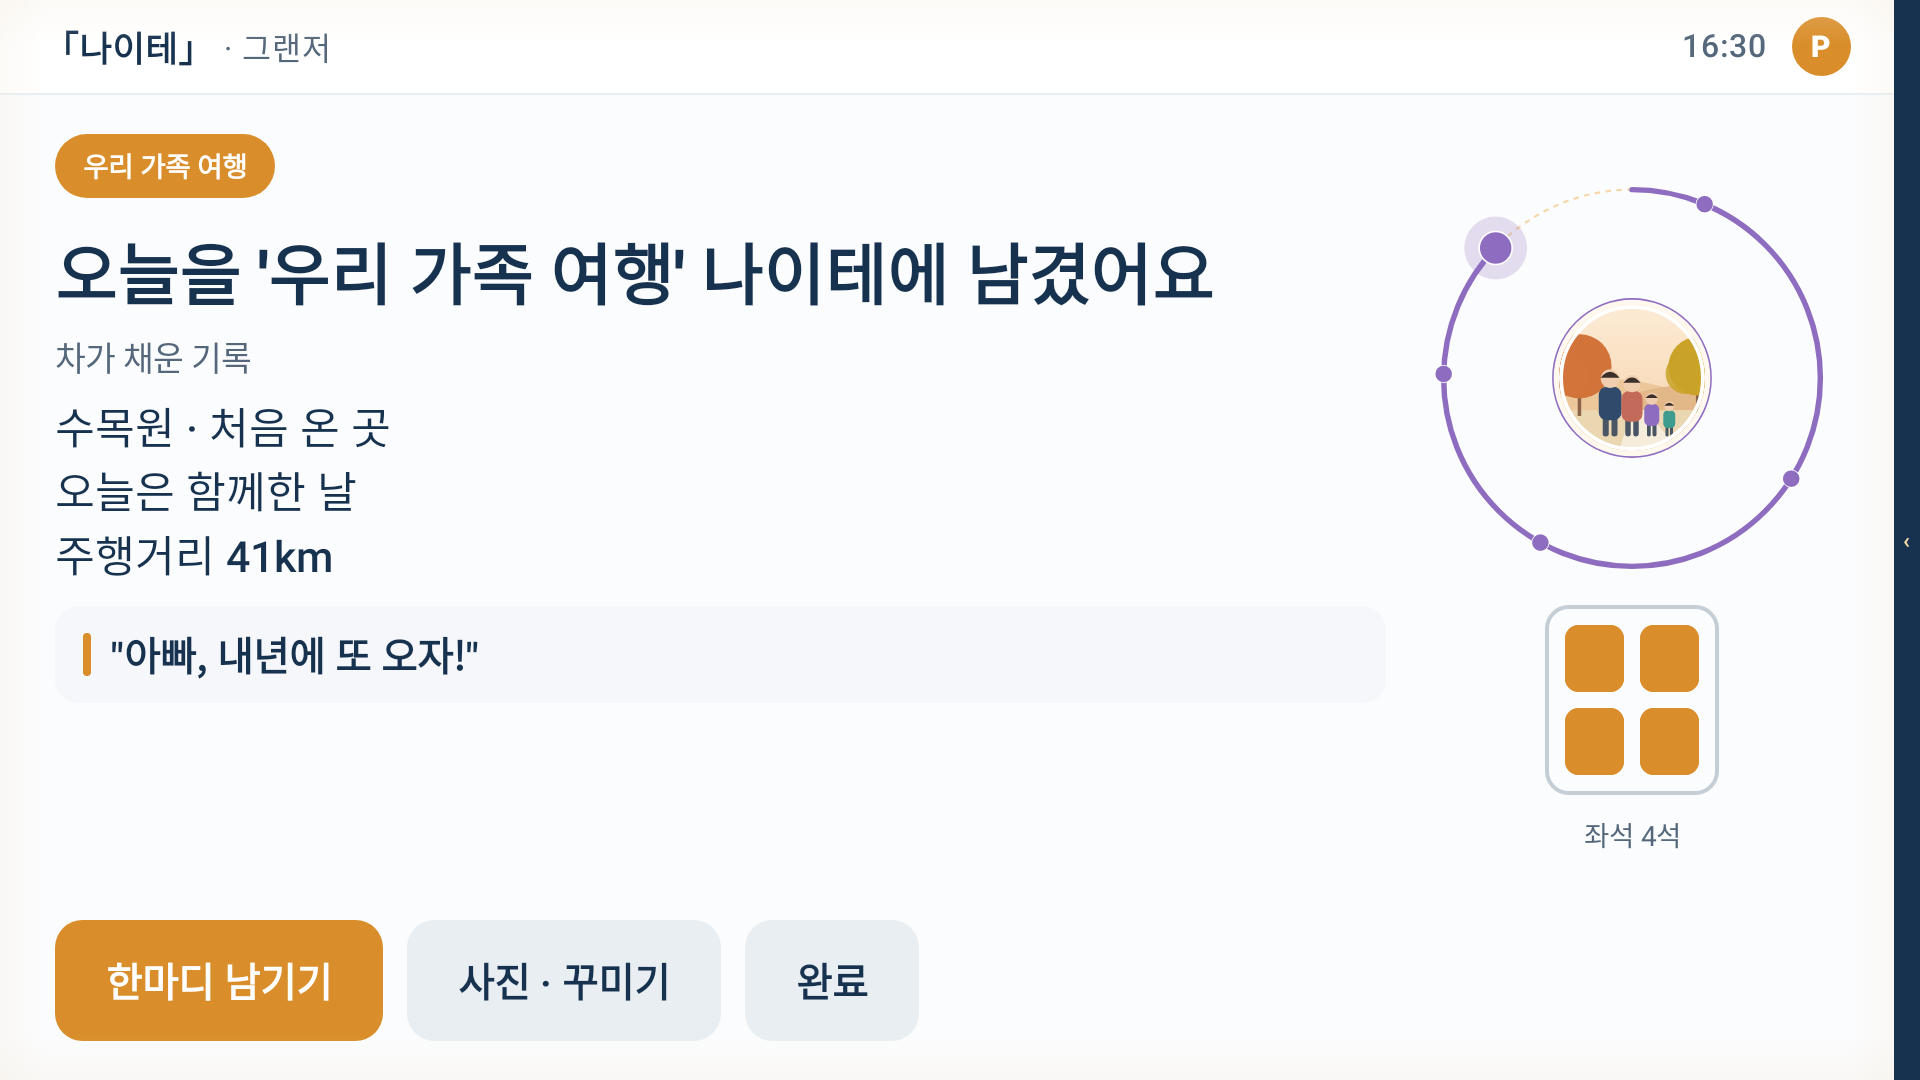 「나이테」 · 그랜저
16:30
P
우리 가족 여행
오늘을 '우리 가족 여행' 나이테에 남겼어요
차가 채운 기록
수목원 · 처음 온 곳
오늘은 함께한 날
주행거리 41km
"아빠, 내년에 또 오자!"
좌석 4석
한마디 남기기
사진 · 꾸미기
완료